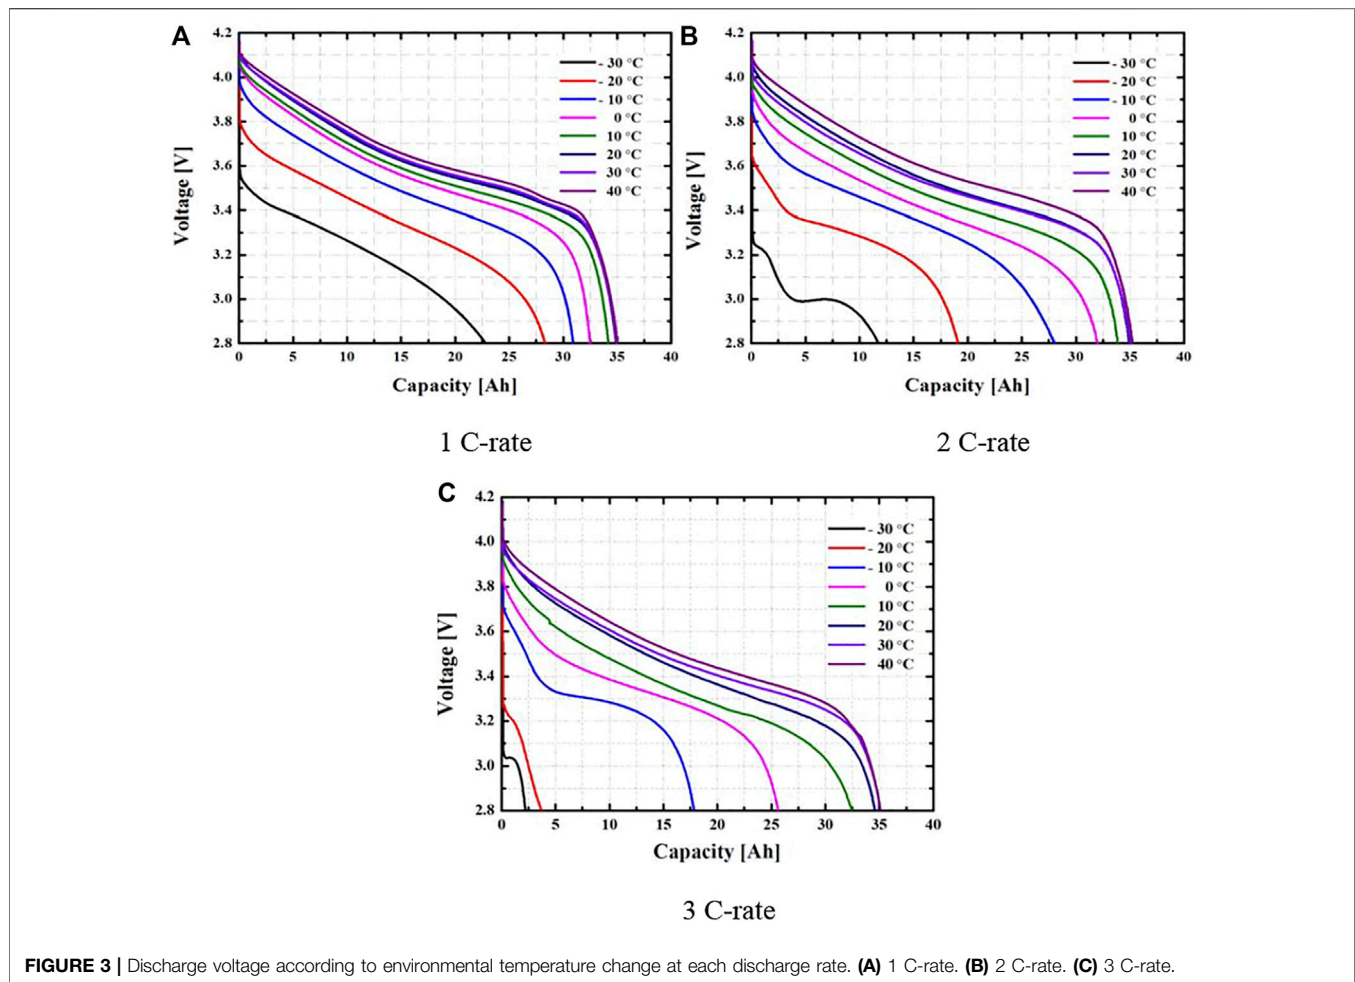 A
4.2
4.0
3.8
3.6
3.4
3.2
3.0
2.8
Voltage [V]
- 30 °C
- 20 °C
- 10 °C
0 °C
10 °C
20 °C
30 °C
40 °C
0 5 10 15 20 25 30 35 40
Capacity [Ah]
1 C-rate
B
4.2
4.0
3.8
3.6
3.4
3.2
3.0
2.8
Voltage [V]
- 30 °C
- 20 °C
- 10 °C
0 °C
10 °C
20 °C
30 °C
40 °C
0 5 10 15 20 25 30 35 40
Capacity [Ah]
2 C-rate
C
4.2
4.0
3.8
3.6
3.4
3.2
3.0
2.8
Voltage [V]
- 30 °C
- 20 °C
- 10 °C
0 °C
10 °C
20 °C
30 °C
40 °C
0 5 10 15 20 25 30 35 40
Capacity [Ah]
3 C-rate
FIGURE 3 | Discharge voltage according to environmental temperature change at each discharge rate. (A) 1 C-rate. (B) 2 C-rate. (C) 3 C-rate.